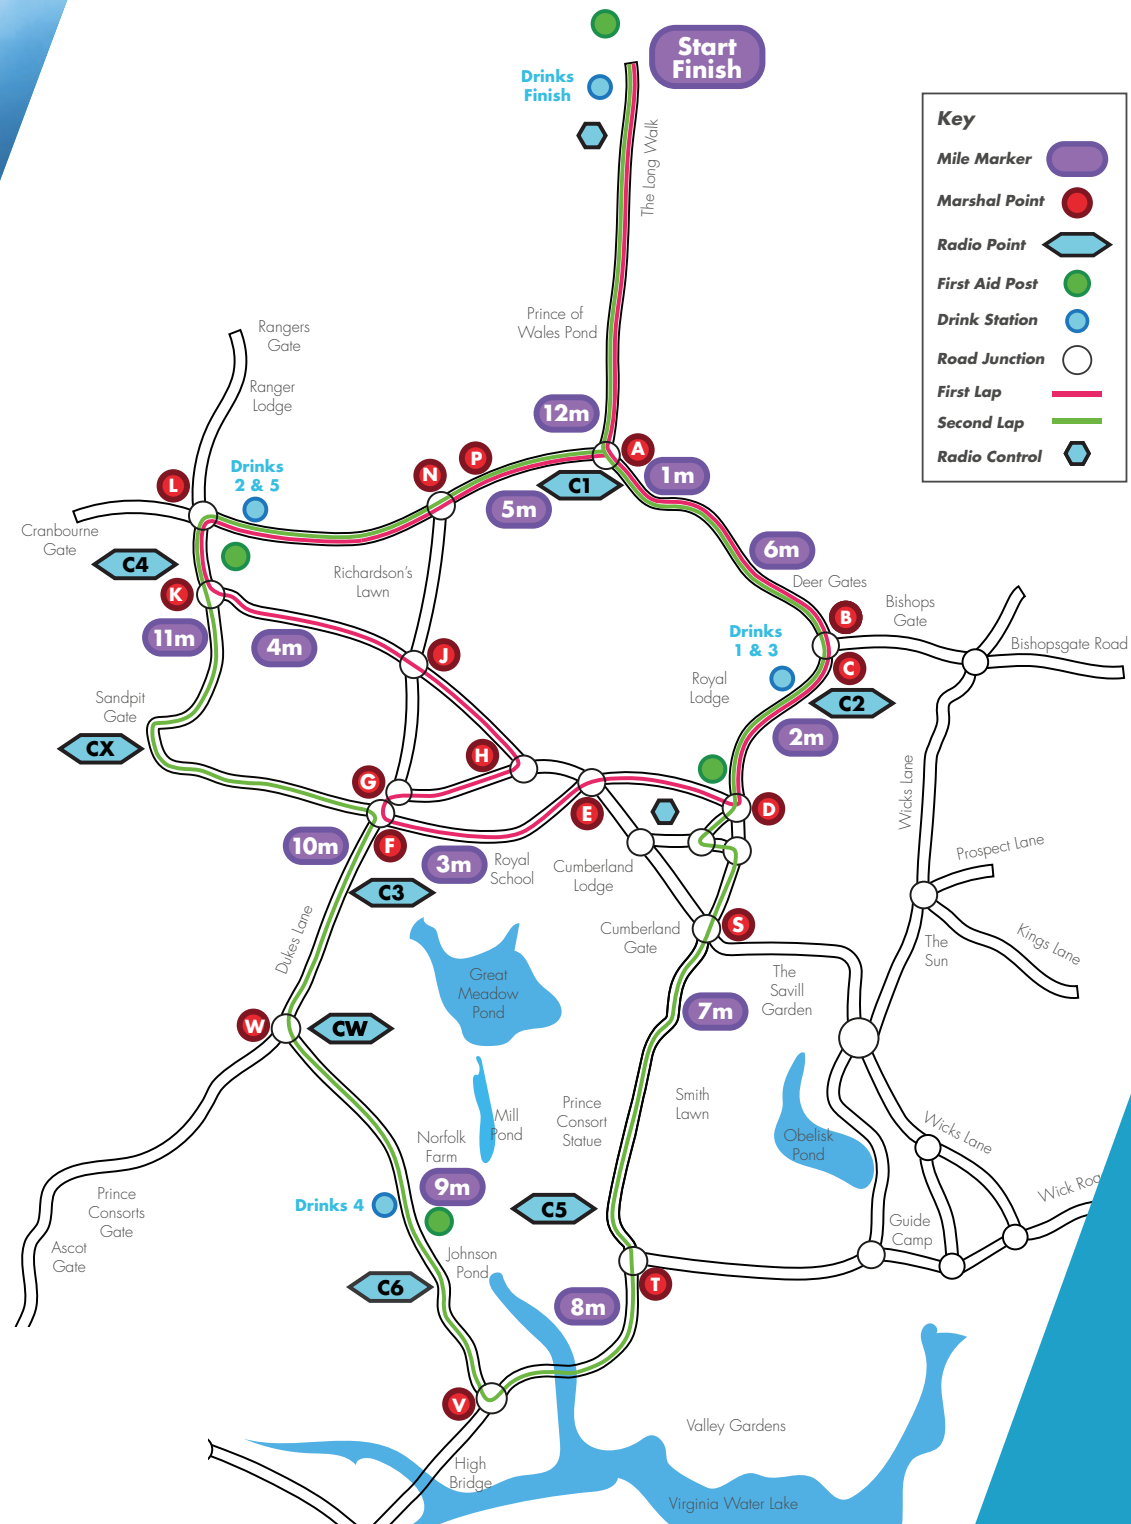 Start
Finish
Drinks
Finish
The Long Walk
Key
Mile Marker
Marshal Point
Radio Point
First Aid Post
Drink Station
Road Junction
First Lap
Second Lap
Radio Control
Prince of
Wales Pond
Rangers
Gate
Ranger
Lodge
12m
A
P
N
L
Drinks
2 & 5
C1
1m
5m
Cranbourne
Gate
C4
6m
Richardson's
Lawn
Deer Gates
K
Bishops
Gate
B
11m
4m
Drinks
1 & 3
Bishopsgate Road
J
C
Royal
Lodge
C2
Sandpit
Gate
CX
2m
H
G
Wicks Lane
E
D
10m
F
3m
Royal
School
Cumberland
Lodge
Prospect Lane
C3
Dukes Lane
Cumberland
Gate
S
The
Sun
Kings Lane
Great
Meadow
Pond
The
Savill
Garden
7m
W
CW
Mill
Pond
Prince
Consort
Statue
Smith
Lawn
Obelisk
Pond
Wicks Lane
Norfolk
Farm
9m
Wick Roa
Prince
Consorts
Gate
Drinks 4
C5
Guide
Camp
Ascot
Gate
Johnson
Pond
C6
T
8m
V
Valley Gardens
High
Bridge
Virginia Water Lake